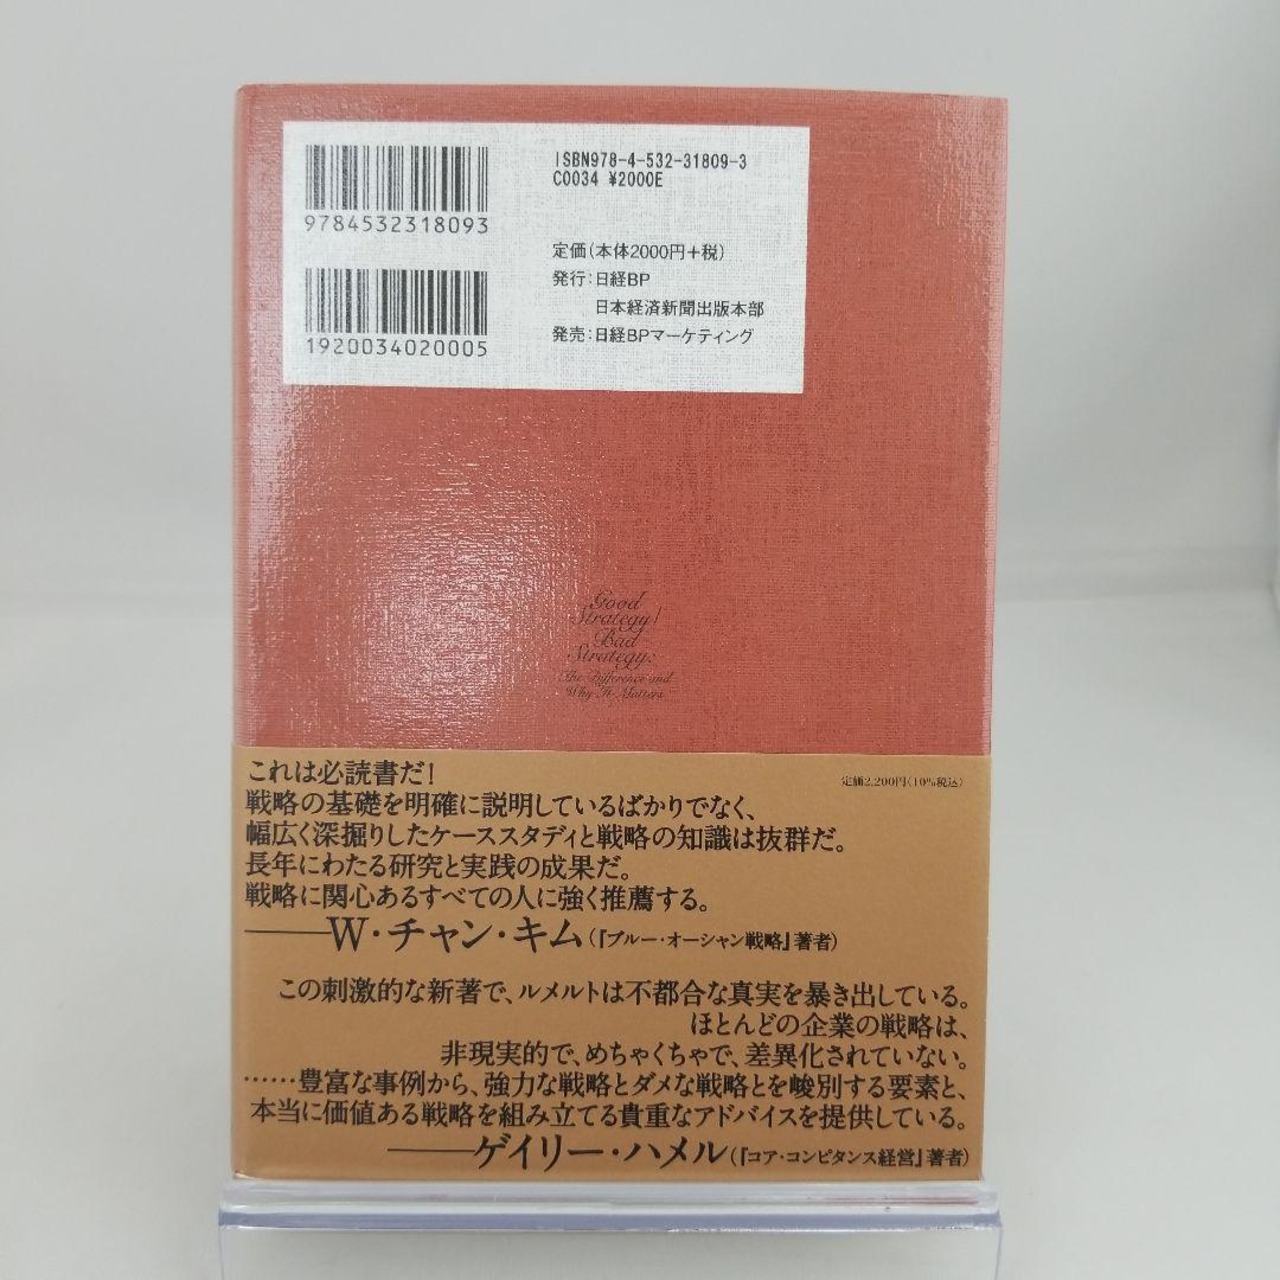 9784532318093
ISBN978-4-532-31809-3
C0034 ¥2000E
1920034020005
定価(本体2000円+税)
発行:日経BP
日本経済新聞出版本部
発売:日経BPマーケティング
Good
Strategy/
Bad
Strategy:
The Difference and
Why It Matters
定価2,200円(10%税込)
これは必読書だ!
戦略の基礎を明確に説明しているばかりでなく、
幅広く深掘りしたケーススタディと戦略の知識は抜群だ。
長年にわたる研究と実践の成果だ。
戦略に関心あるすべての人に強く推薦する。
——W・チャン・キム(『ブルー・オーシャン戦略』著者)
この刺激的な新著で、ルメルトは不都合な真実を暴き出している。
ほとんどの企業の戦略は、
非現実的で、めちゃくちゃで、差異化されていない。
……豊富な事例から、強力な戦略とダメな戦略とを峻別する要素と、
本当に価値ある戦略を組み立てる貴重なアドバイスを提供している。
——ゲイリー・ハメル(『コア・コンピタンス経営』著者)